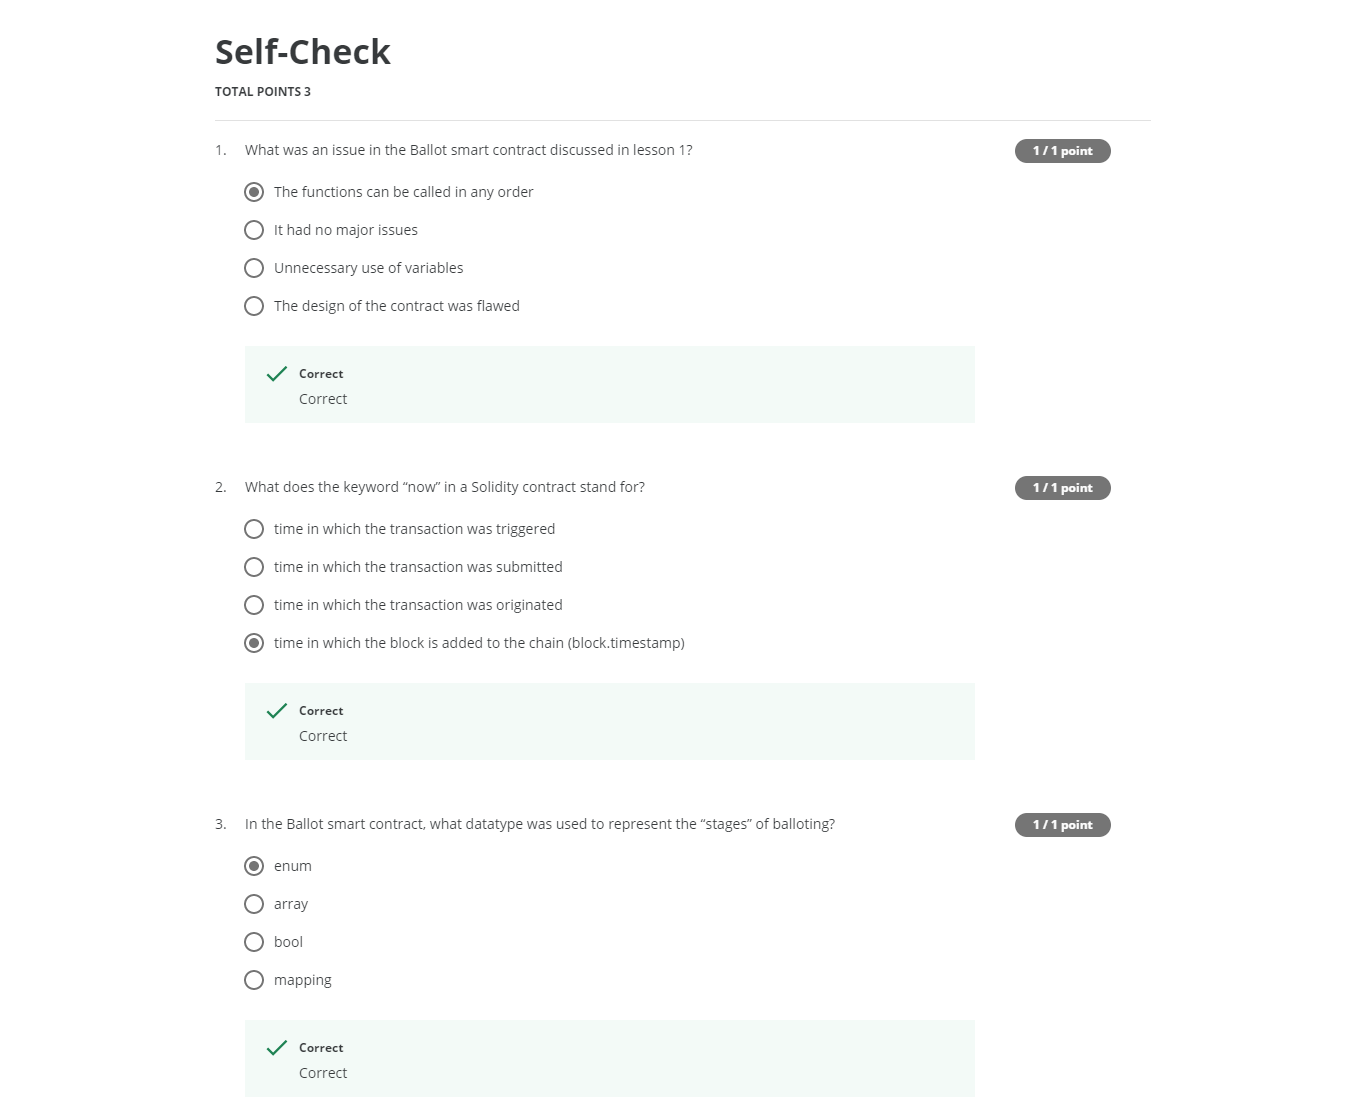 Self-Check
TOTAL POINTS 3
1. What was an issue in the Ballot smart contract discussed in lesson 1?
1 / 1 point
The functions can be called in any order
It had no major issues
Unnecessary use of variables
The design of the contract was flawed
Correct
Correct
2. What does the keyword “now” in a Solidity contract stand for?
1 / 1 point
time in which the transaction was triggered
time in which the transaction was submitted
time in which the transaction was originated
time in which the block is added to the chain (block.timestamp)
Correct
Correct
3. In the Ballot smart contract, what datatype was used to represent the “stages” of balloting?
1 / 1 point
enum
array
bool
mapping
Correct
Correct